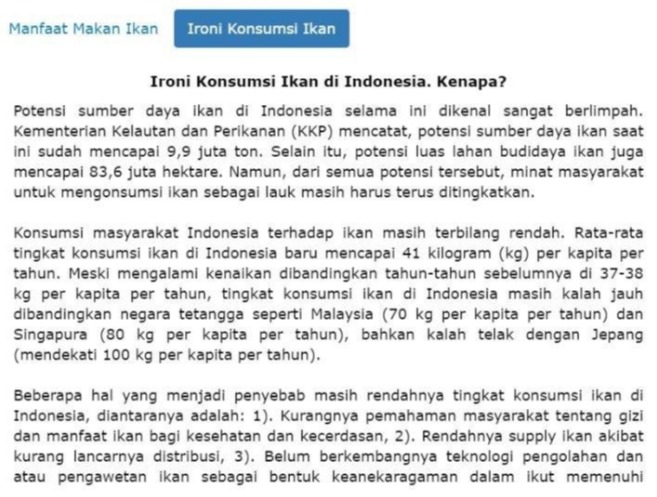 Manfaat Makan Ikan
Ironi Konsumsi Ikan
Ironi Konsumsi Ikan di Indonesia. Kenapa?
Potensi sumber daya ikan di Indonesia selama ini dikenal sangat berlimpah.
Kementerian Kelautan dan Perikanan (KKP) mencatat, potensi sumber daya ikan saat
ini sudah mencapai 9,9 juta ton. Selain itu, potensi luas lahan budidaya ikan juga
mencapai 83,6 juta hektare. Namun, dari semua potensi tersebut, minat masyarakat
untuk mengonsumsi ikan sebagai lauk masih harus terus ditingkatkan.
Konsumsi masyarakat Indonesia terhadap ikan masih terbilang rendah. Rata-rata
tingkat konsumsi ikan di Indonesia baru mencapai 41 kilogram (kg) per kapita per
tahun. Meski mengalami kenaikan dibandingkan tahun-tahun sebelumnya di 37-38
kg per kapita per tahun, tingkat konsumsi ikan di Indonesia masih kalah jauh
dibandingkan negara tetangga seperti Malaysia (70 kg per kapita per tahun) dan
Singapura (80 kg per kapita per tahun), bahkan kalah telak dengan Jepang
(mendekati 100 kg per kapita per tahun).
Beberapa hal yang menjadi penyebab masih rendahnya tingkat konsumsi ikan di
Indonesia, diantaranya adalah: 1). Kurangnya pemahaman masyarakat tentang gizi
dan manfaat ikan bagi kesehatan dan kecerdasan, 2). Rendahnya supply ikan akibat
kurang lancarnya distribusi, 3). Belum berkembangnya teknologi pengolahan dan
atau pengawetan ikan sebagai bentuk keanekaragaman dalam ikut memenuhi